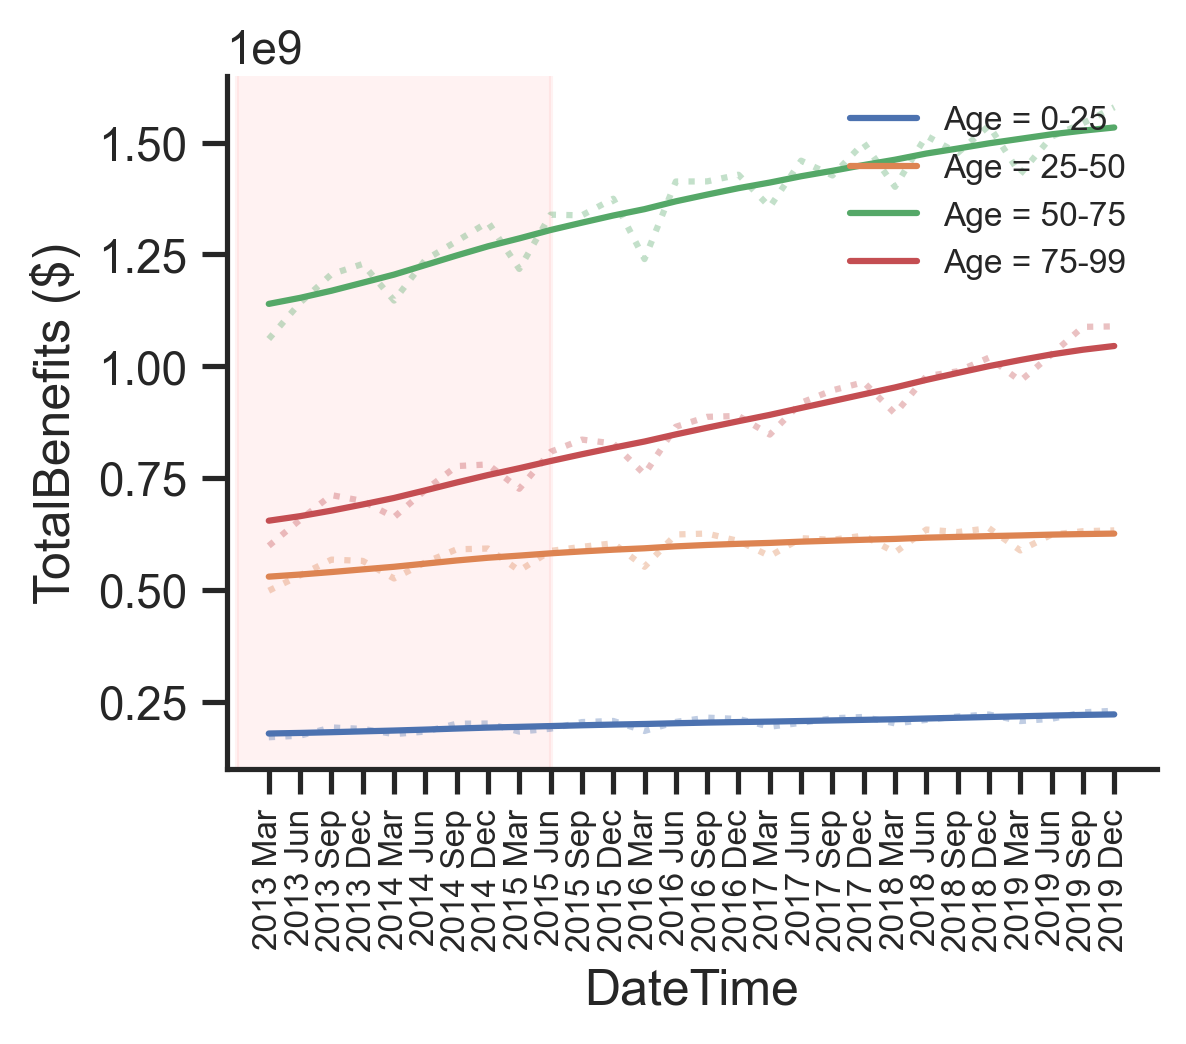 1e9
1.50
1.25
1.00
0.75
0.50
0.25
TotalBenefits ($)
Age = 0-25
Age = 25-50
Age = 50-75
Age = 75-99
2013 Mar
2013 Jun
2013 Sep
2013 Dec
2014 Mar
2014 Jun
2014 Sep
2014 Dec
2015 Mar
2015 Jun
2015 Sep
2015 Dec
2016 Mar
2016 Jun
2016 Sep
2016 Dec
2017 Mar
2017 Jun
2017 Sep
2017 Dec
2018 Mar
2018 Jun
2018 Sep
2018 Dec
2019 Mar
2019 Jun
2019 Sep
2019 Dec
DateTime